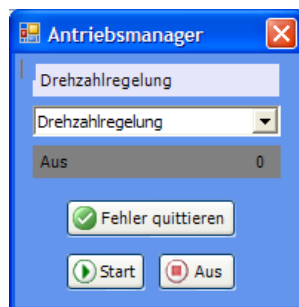 Antriebsmanager
Drehzahlregelung
Drehzahlregelung
Aus 0
Fehler quittieren
Start Aus